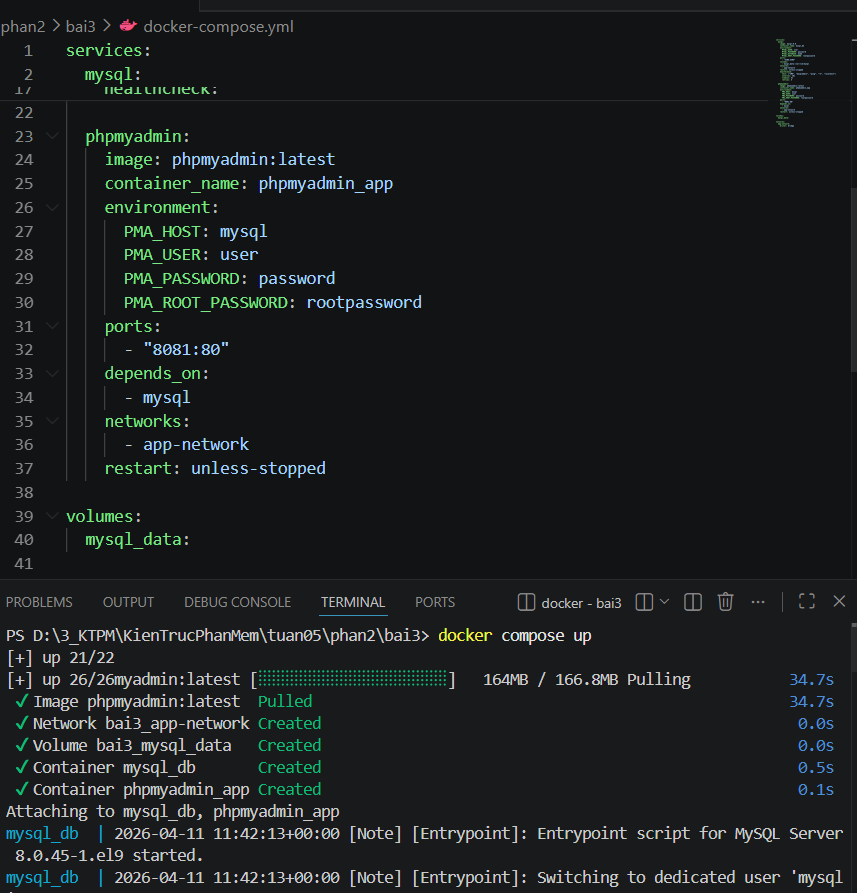 phan2 > bai3 > docker-compose.yml
1 services:
2   mysql:
17     healthcheck:
22
23   phpmyadmin:
24     image: phpmyadmin:latest
25     container_name: phpmyadmin_app
26     environment:
27       PMA_HOST: mysql
28       PMA_USER: user
29       PMA_PASSWORD: password
30       PMA_ROOT_PASSWORD: rootpassword
31     ports:
32       - "8081:80"
33     depends_on:
34       - mysql
35     networks:
36       - app-network
37     restart: unless-stopped
38
39 volumes:
40   mysql_data:
41
PROBLEMS OUTPUT DEBUG CONSOLE TERMINAL PORTS docker - bai3
PS D:\3_KTPM\KienTrucPhanMem\tuan05\phan2\bai3> docker compose up
[+] up 21/22
[+] up 26/26myadmin:latest [⣿⣿⣿⣿⣿⣿⣿⣿⣿⣿⣿⣿⣿⣿⣿⣿⣿⣿⣿⣿⣿⣿] 164MB / 166.8MB Pulling 34.7s
✓ Image phpmyadmin:latest Pulled 34.7s
✓ Network bai3_app-network Created 0.0s
✓ Volume bai3_mysql_data Created 0.0s
✓ Container mysql_db Created 0.5s
✓ Container phpmyadmin_app Created 0.1s
Attaching to mysql_db, phpmyadmin_app
mysql_db | 2026-04-11 11:42:13+00:00 [Note] [Entrypoint]: Entrypoint script for MySQL Server
8.0.45-1.el9 started.
mysql_db | 2026-04-11 11:42:13+00:00 [Note] [Entrypoint]: Switching to dedicated user 'mysql